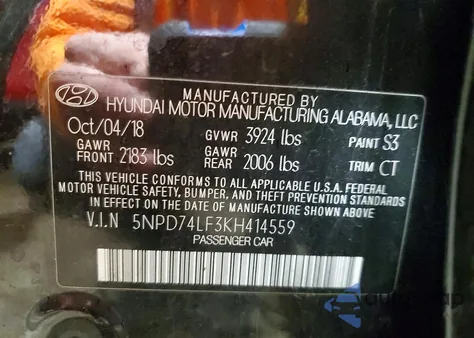 MANUFACTURED BY
HYUNDAI MOTOR MANUFACTURING ALABAMA, LLC
Oct/04/18 GVWR 3924 lbs PAINT S3
GAWR FRONT 2183 lbs GAWR REAR 2006 lbs TRIM CT
THIS VEHICLE CONFORMS TO ALL APPLICABLE U.S.A. FEDERAL
MOTOR VEHICLE SAFETY, BUMPER, AND THEFT PREVENTION STANDARDS
IN EFFECT ON THE DATE OF MANUFACTURE SHOWN ABOVE.
V.I.N 5NPD74LF3KH414559
PASSENGER CAR